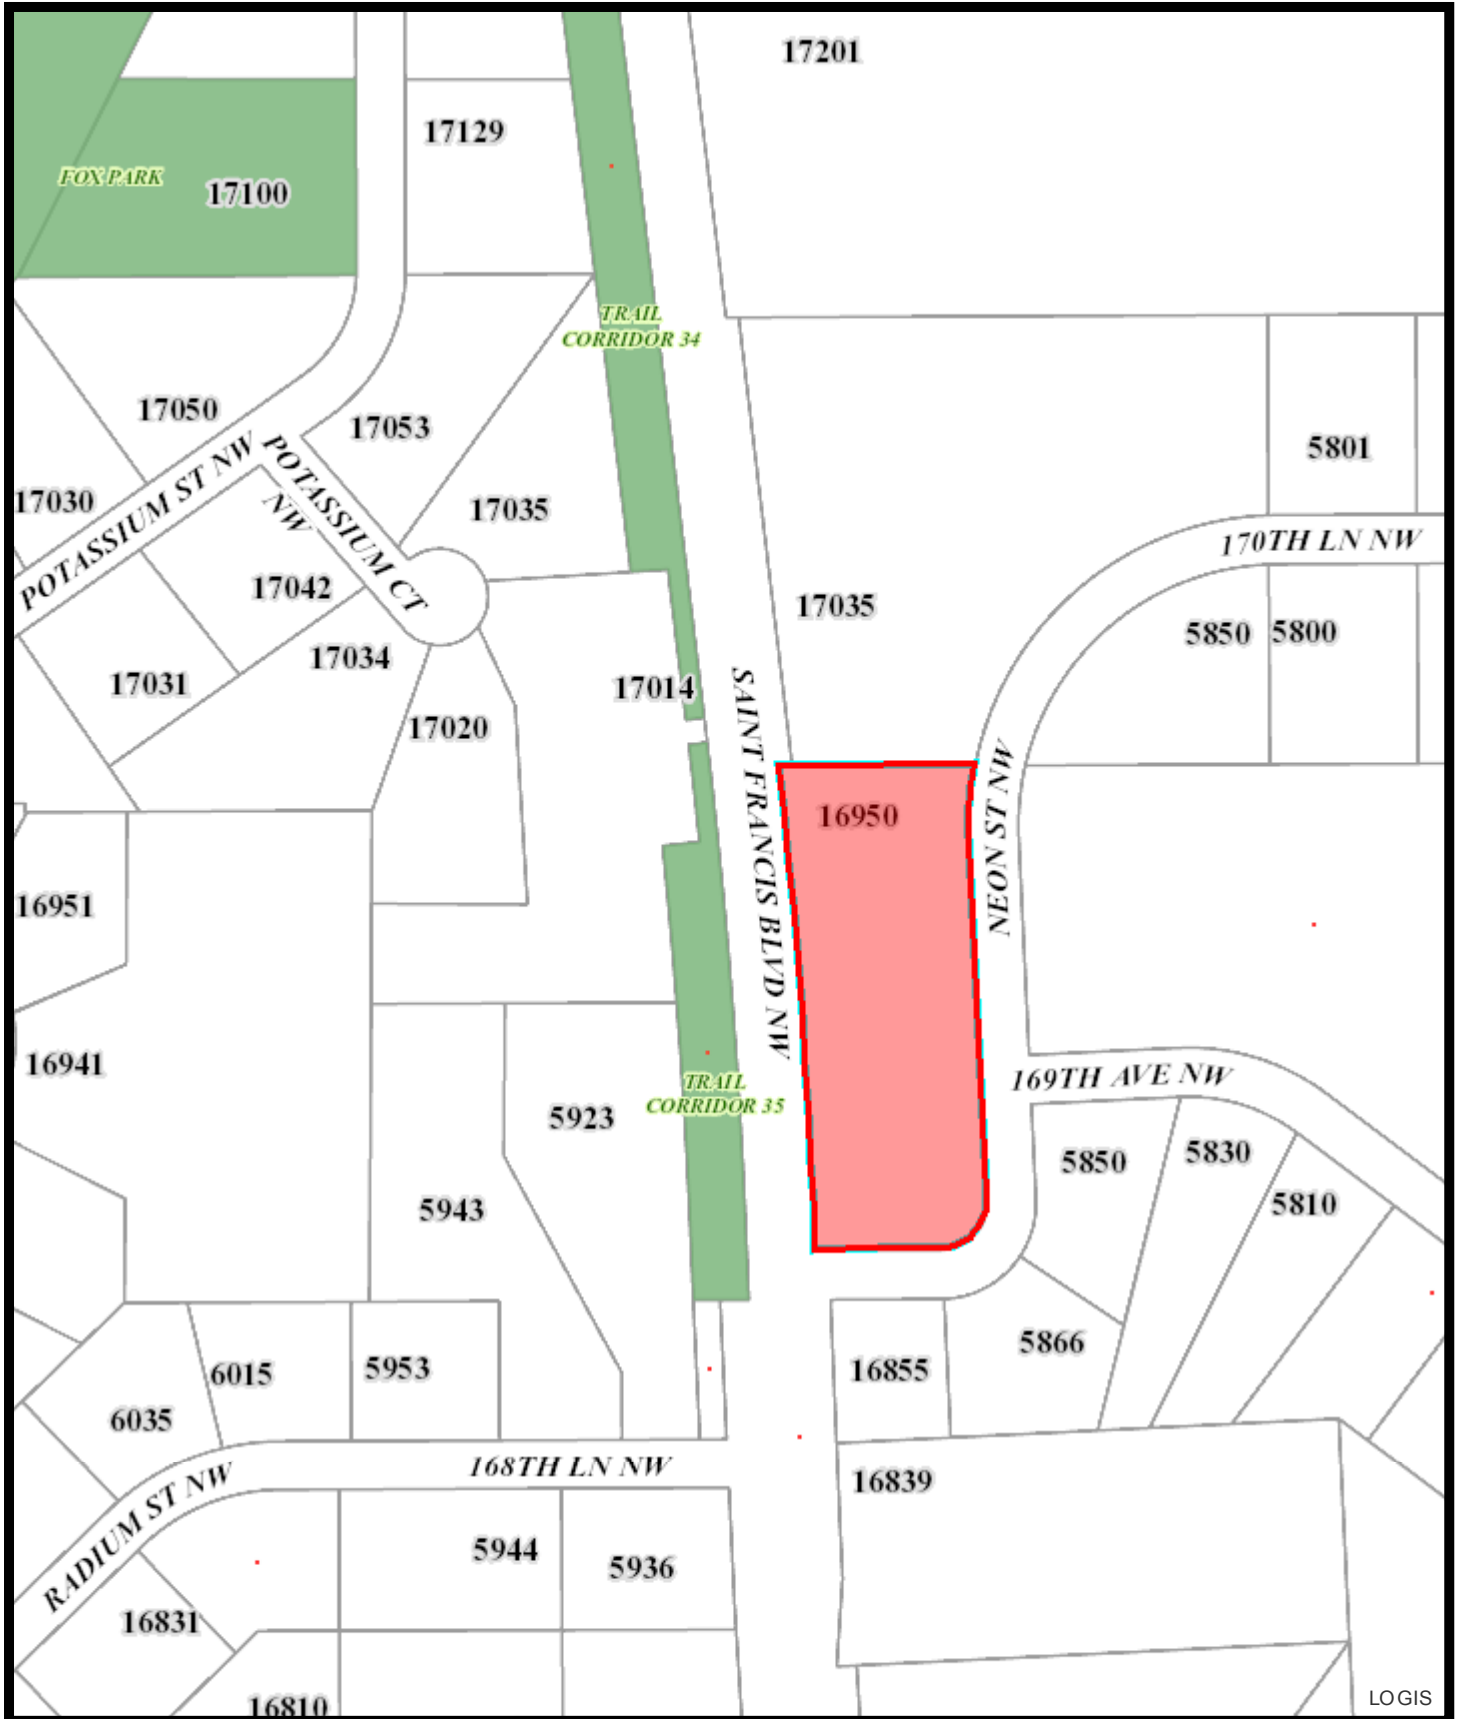 17201
17129
FOX PARK
17100
TRAIL
CORRIDOR 34
17050
17053
5801
POTASSIUM ST NW
POTASSIUM CT
NW
17030
17035
170TH LN NW
17042
17035
5850
5800
17034
17031
17014
17020
SAINT FRANCIS BLVD NW
NEON ST NW
16950
16951
16941
169TH AVE NW
TRAIL
CORRIDOR 35
5923
5850
5830
5810
5943
5866
6015
5953
16855
6035
168TH LN NW
16839
RADIUM ST NW
5944
5936
16831
16810
LOGIS